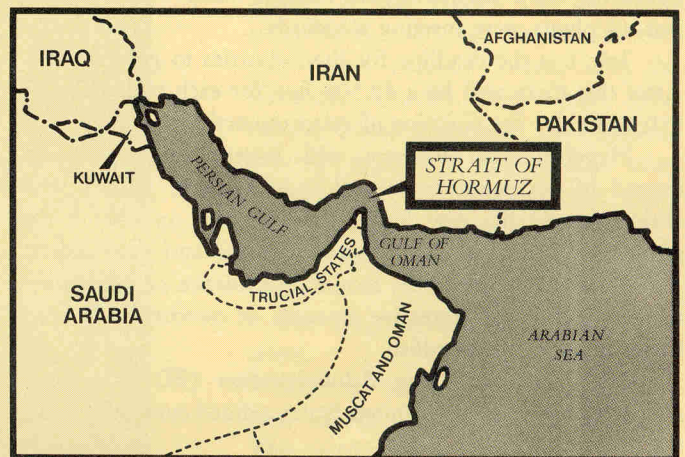 IRAQ
IRAN
AFGHANISTAN
PAKISTAN
KUWAIT
PERSIAN GULF
STRAIT OF
HORMUZ
GULF OF
OMAN
TRUCIAL STATES
SAUDI
ARABIA
MUSCAT AND OMAN
ARABIAN
SEA